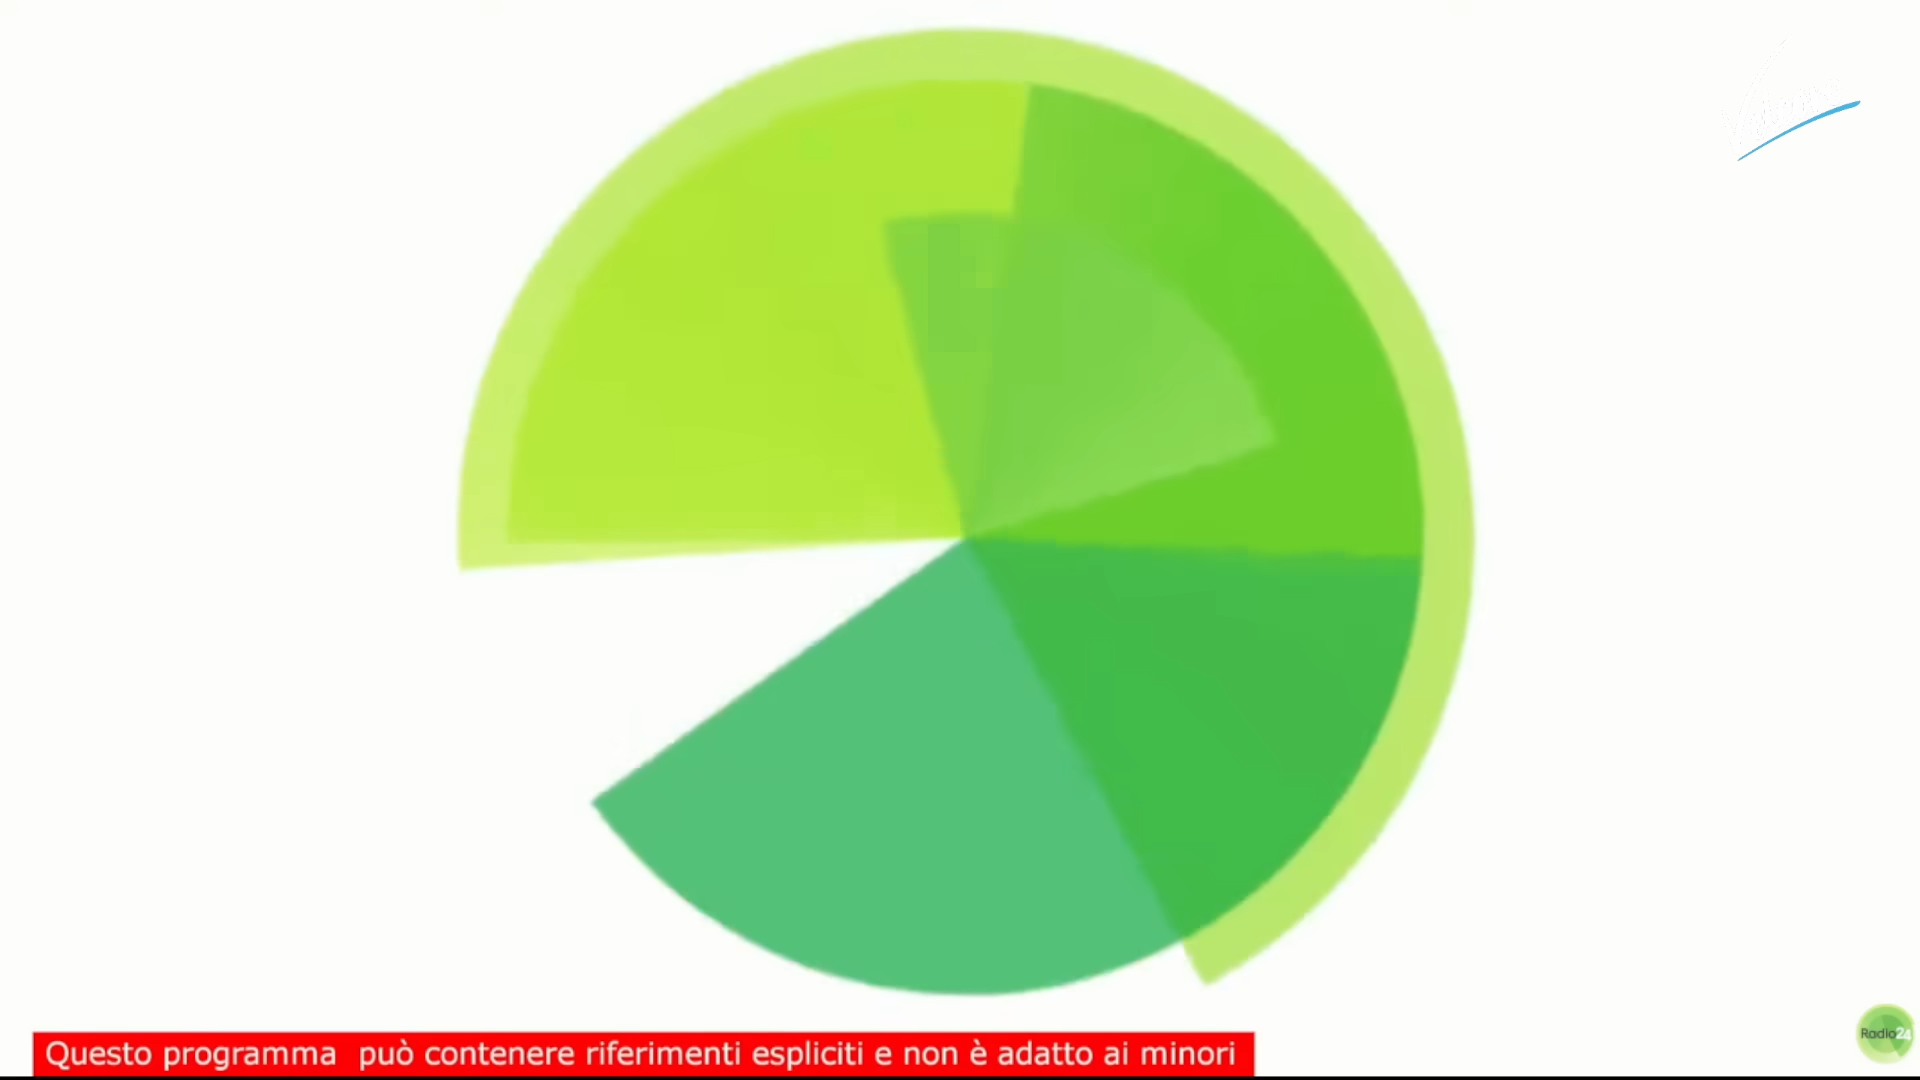 Radio24
Questo programma  può contenere riferimenti espliciti e non è adatto ai minori